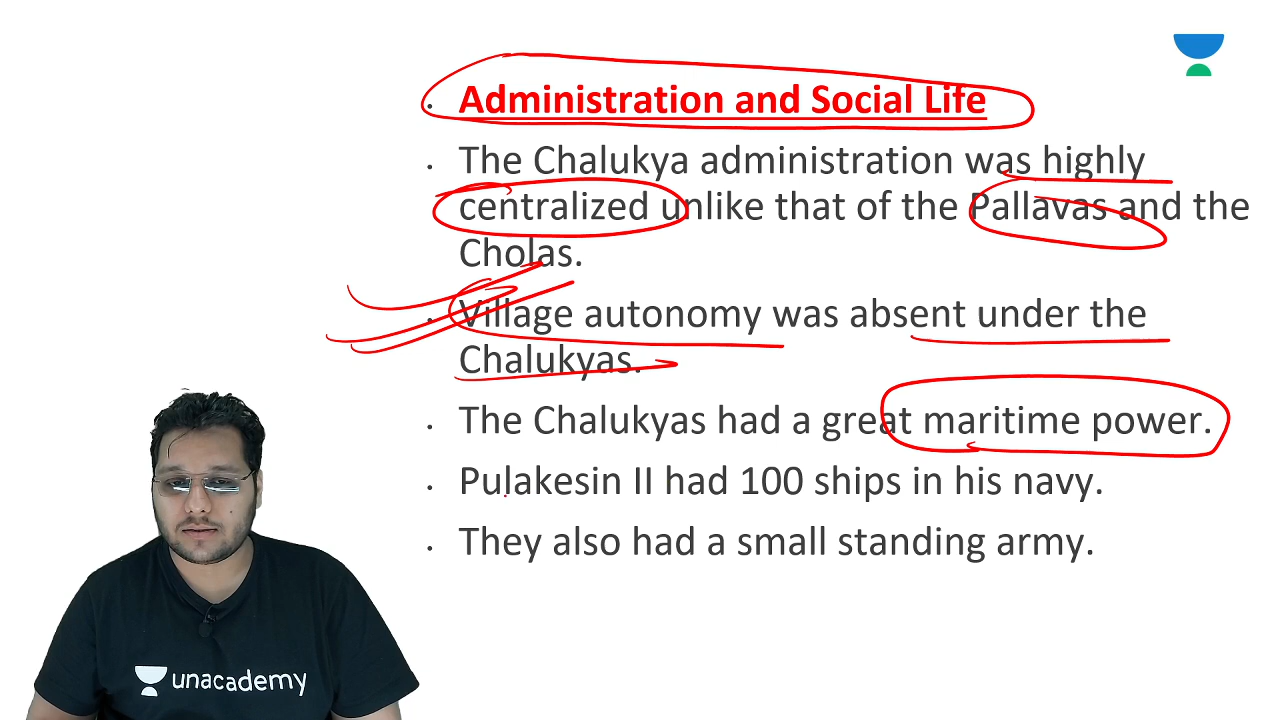 Administration and Social Life
The Chalukya administration was highly
centralized unlike that of the Pallavas and the
Cholas.
Village autonomy was absent under the
Chalukyas.
The Chalukyas had a great maritime power.
Pulakesin II had 100 ships in his navy.
They also had a small standing army.
unacademy